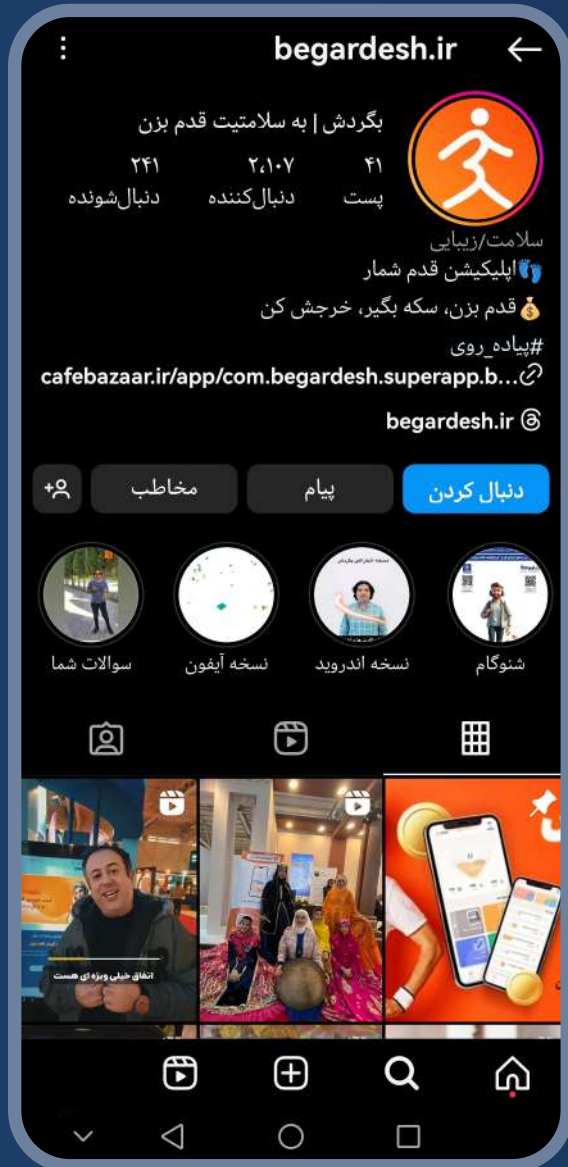 begardesh.ir
بگردش | به سلامتیت قدم بزن
۴۱ ۲،۱۰۷ ۲۴۱
پست دنبال‌کننده دنبال‌شونده
سلامت/زیبایی
👣اپلیکیشن قدم شمار
💰قدم بزن، سکه بگیر، خرجش کن
#پیاده_روی
cafebazaar.ir/app/com.begardesh.superapp.b...
begardesh.ir
دنبال کردن پیام مخاطب
شنوگام نسخه اندروید نسخه آیفون سوالات شما
اتفاق خیلی ویژه ای هست